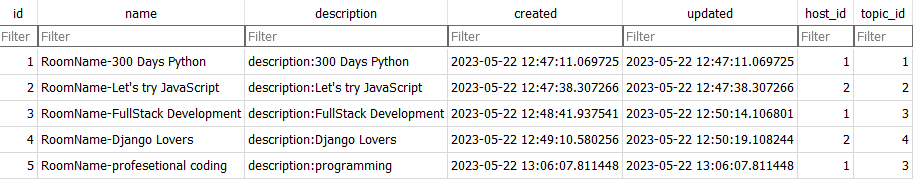 id name description created updated host_id topic_id
Filter Filter Filter Filter Filter Filter Filter
1 RoomName-300 Days Python description:300 Days Python 2023-05-22 12:47:11.069725 2023-05-22 12:47:11.069725 1 1
2 RoomName-Let's try JavaScript description:Let's try JavaScript 2023-05-22 12:47:38.307266 2023-05-22 12:47:38.307266 2 2
3 RoomName-FullStack Development description:FullStack Development 2023-05-22 12:48:41.937541 2023-05-22 12:50:14.106801 1 3
4 RoomName-Django Lovers description:Django Lovers 2023-05-22 12:49:10.580256 2023-05-22 12:50:19.108244 2 4
5 RoomName-profesetional coding description:programming 2023-05-22 13:06:07.811448 2023-05-22 13:06:07.811448 1 3